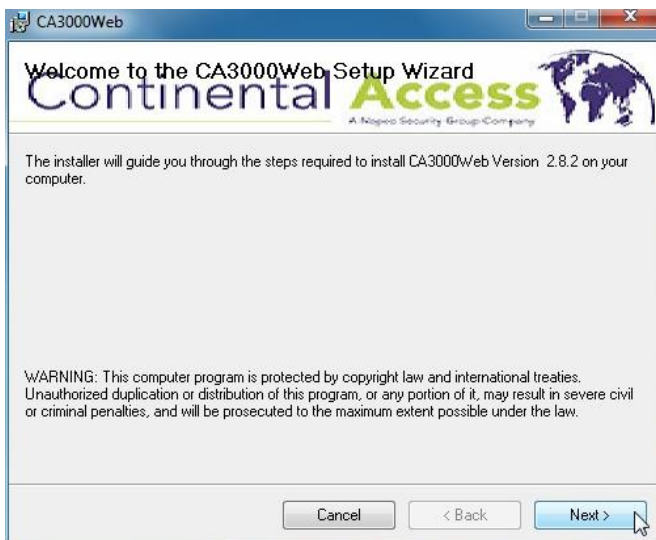 CA3000Web
Welcome to the CA3000Web Setup Wizard
Continental Access
A Napco Security Group Company
The installer will guide you through the steps required to install CA3000Web Version 2.8.2 on your
computer.
WARNING: This computer program is protected by copyright law and international treaties.
Unauthorized duplication or distribution of this program, or any portion of it, may result in severe civil
or criminal penalties, and will be prosecuted to the maximum extent possible under the law.
Cancel
< Back
Next >